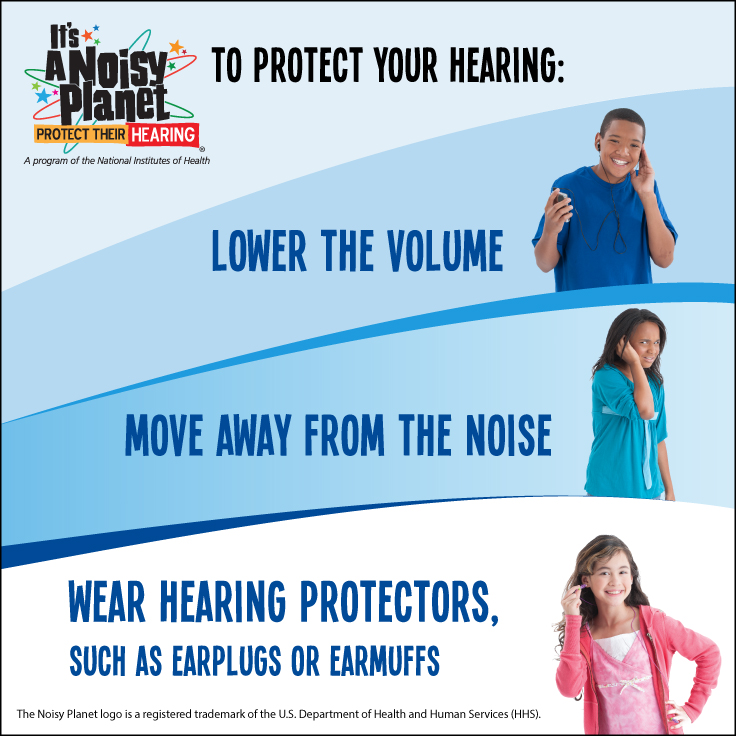 It's
A Noisy
Planet
PROTECT THEIR HEARING
®
A program of the National Institutes of Health
TO PROTECT YOUR HEARING:
LOWER THE VOLUME
MOVE AWAY FROM THE NOISE
WEAR HEARING PROTECTORS,
SUCH AS EARPLUGS OR EARMUFFS
The Noisy Planet logo is a registered trademark of the U.S. Department of Health and Human Services (HHS).